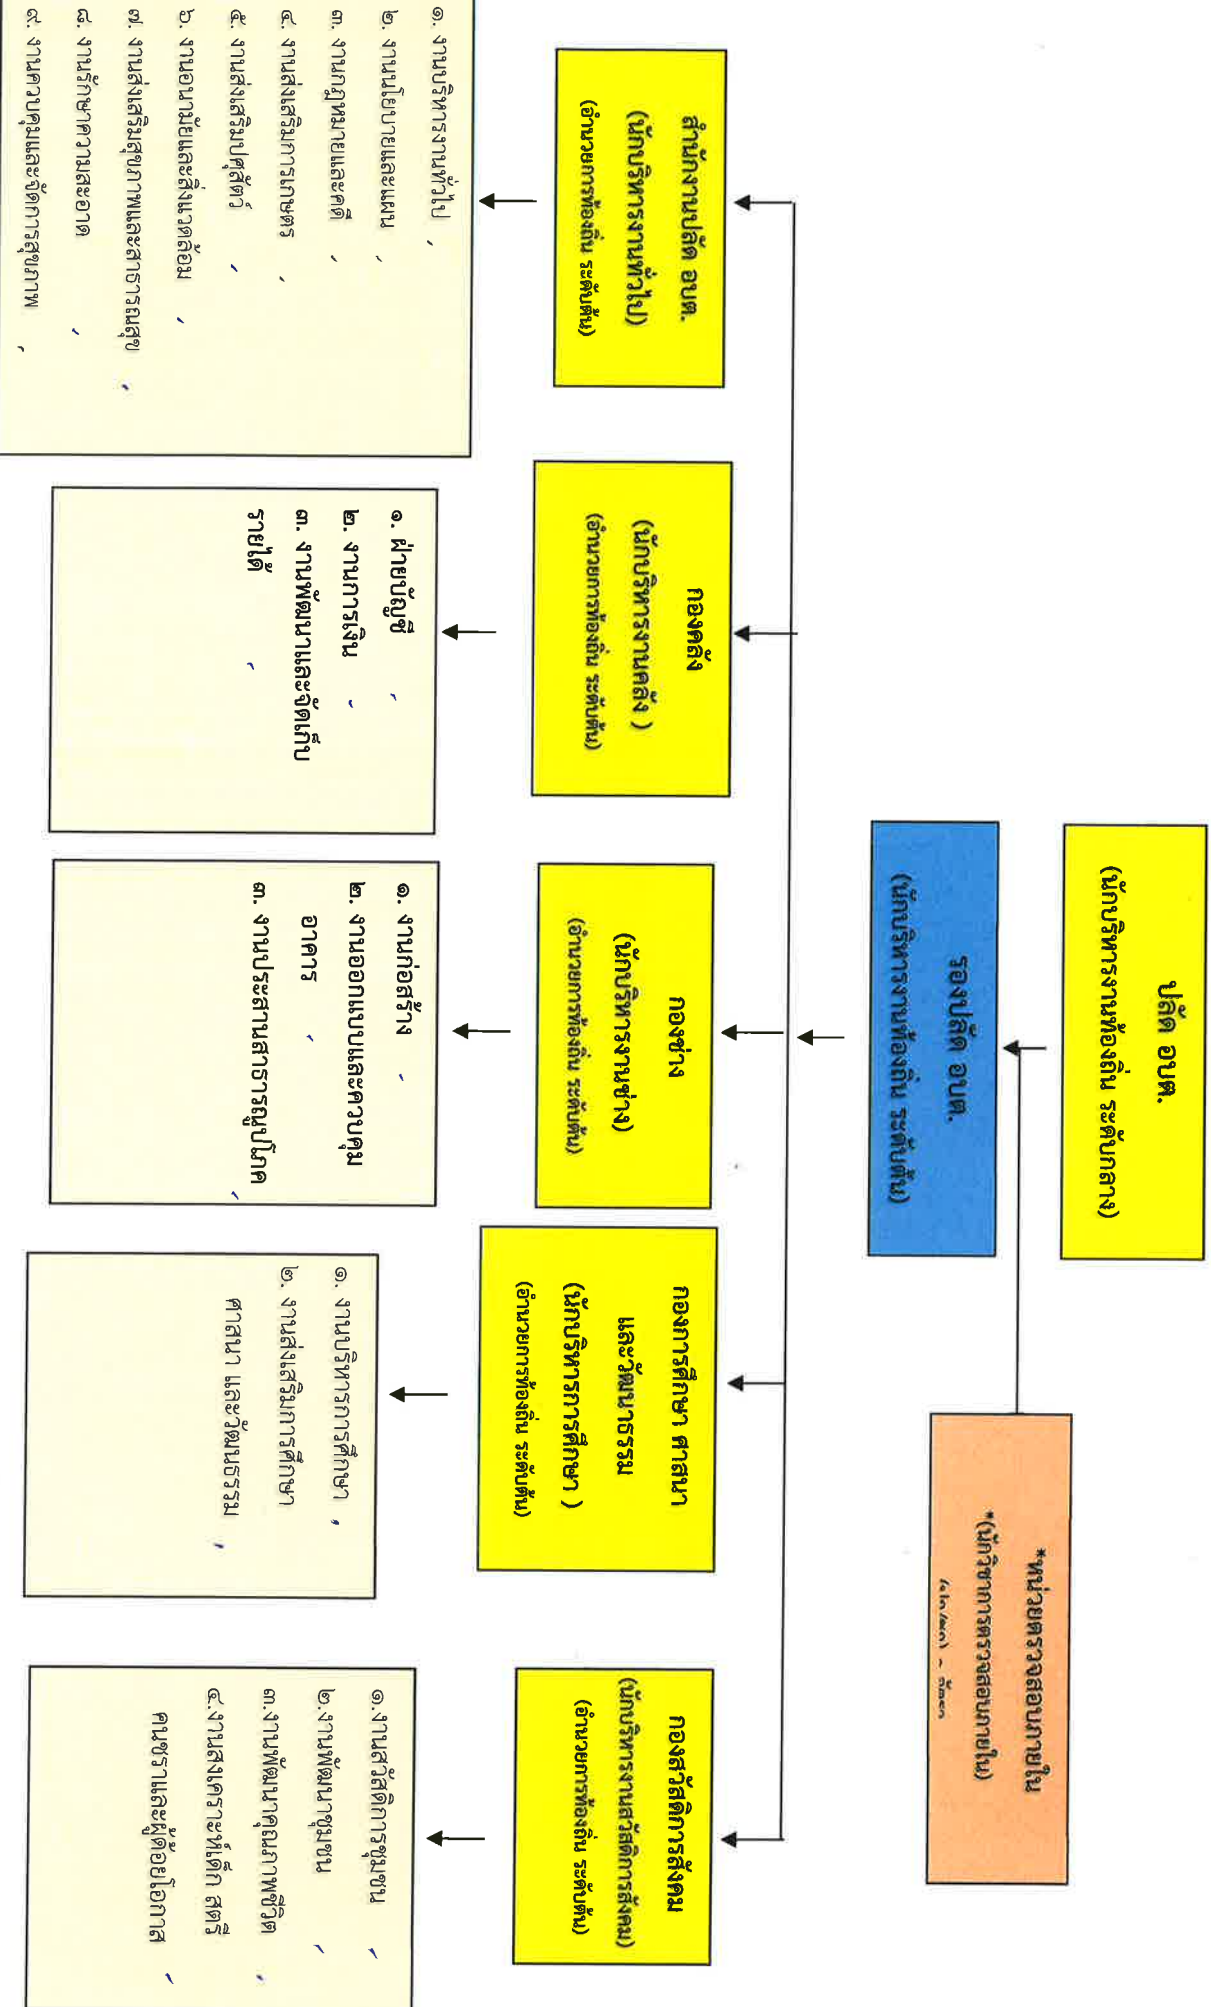 ปลัด อบต.
(นักบริหารงานท้องถิ่น ระดับกลาง)
*หน่วยตรวจสอบภายใน
*(นักวิชาการตรวจสอบภายใน)
รองปลัด อบต.
(นักบริหารงานท้องถิ่น ระดับต้น)
สำนักงานปลัด อบต.
(นักบริหารงานทั่วไป)
(อำนวยการท้องถิ่น ระดับต้น)
กองคลัง
(นักบริหารงานคลัง )
(อำนวยการท้องถิ่น ระดับต้น)
กองช่าง
(นักบริหารงานช่าง)
(อำนวยการท้องถิ่น ระดับต้น)
กองการศึกษา ศาสนา
และวัฒนาธรรม
(นักบริหารการศึกษา )
(อำนวยการท้องถิ่น ระดับต้น)
กองสวัสดิการสังคม
(นักบริหารงานสวัสดิการสังคม)
(อำนวยการท้องถิ่น ระดับต้น)
๑. งานบริหารงานทั่วไป
๒. งานนโยบายและแผน
๓. งานกฎหมายและคดี
๔. งานส่งเสริมการเกษตร
๕. งานส่งเสริมปศุสัตว์
๖. งานอนามัยและสิ่งแวดล้อม
๗. งานส่งเสริมสุขภาพและสาธารณสุข
๘. งานรักษาความสะอาด
๙. งานควบคุมและจัดการสุขภาพ
๑. ฝ่ายบัญชี
๒. งานการเงิน
๓. งานพัฒนาและจัดเก็บ
รายได้
๑. งานก่อสร้าง
๒. งานออกแบบและควบคุม
อาคาร
๓. งานประสานสาธารณูปโภค
๑. งานบริหารการศึกษา
๒. งานส่งเสริมการศึกษา
ศาสนา และวัฒนธรรม
๑.งานสวัสดิการชุมชน
๒.งานพัฒนาชุมชน
๓.งานพัฒนาคุณภาพชีวิต
๔.งานสงเคราะห์เด็ก สตรี
คนชราและผู้ด้อยโอกาส